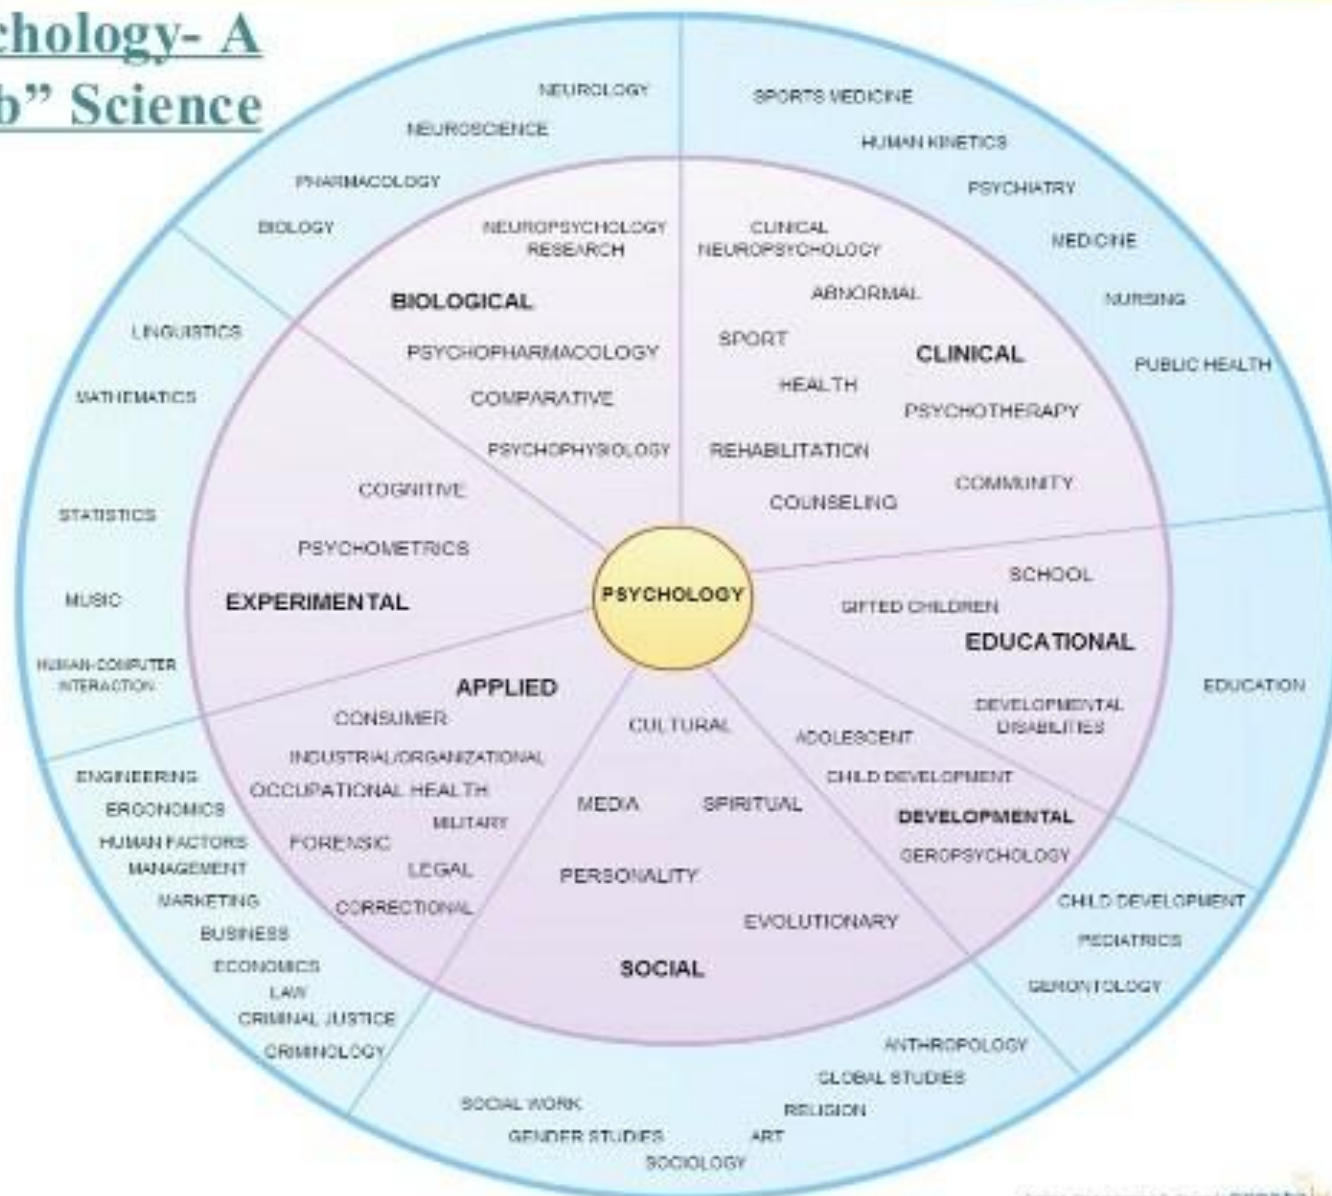 chology- A
b” Science
NEUROLOGY
NEUROSCIENCE
PHARMACOLOGY
BIOLOGY
SPORTS MEDICINE
HUMAN KINETICS
PSYCHIATRY
MEDICINE
NURSING
PUBLIC HEALTH
NEUROPSYCHOLOGY
RESEARCH
BIOLOGICAL
PSYCHOPHARMACOLOGY
COMPARATIVE
PSYCHOPHYSIOLOGY
CLINICAL
NEUROPSYCHOLOGY
ABNORMAL
SPORT
CLINICAL
HEALTH
PSYCHOTHERAPY
REHABILITATION
COMMUNITY
COUNSELING
LINGUISTICS
MATHEMATICS
STATISTICS
MUSIC
HUMAN-COMPUTER
INTERACTION
COGNITIVE
PSYCHOMETRICS
EXPERIMENTAL
PSYCHOLOGY
SCHOOL
GIFTED CHILDREN
EDUCATIONAL
DEVELOPMENTAL
DISABILITIES
EDUCATION
APPLIED
CONSUMER
INDUSTRIAL/ORGANIZATIONAL
OCCUPATIONAL HEALTH
MILITARY
FORENSIC
LEGAL
CORRECTIONAL
ENGINEERING
ERGONOMICS
HUMAN FACTORS
MANAGEMENT
MARKETING
BUSINESS
ECONOMICS
LAW
CRIMINAL JUSTICE
CRIMINOLOGY
CULTURAL
MEDIA
SPIRITUAL
PERSONALITY
EVOLUTIONARY
SOCIAL
ADOLESCENT
CHILD DEVELOPMENT
DEVELOPMENTAL
GEROPSYCHOLOGY
CHILD DEVELOPMENT
PEDIATRICS
GERONTOLOGY
ANTHROPOLOGY
GLOBAL STUDIES
RELIGION
SOCIAL WORK
GENDER STUDIES
ART
SOCIOLOGY